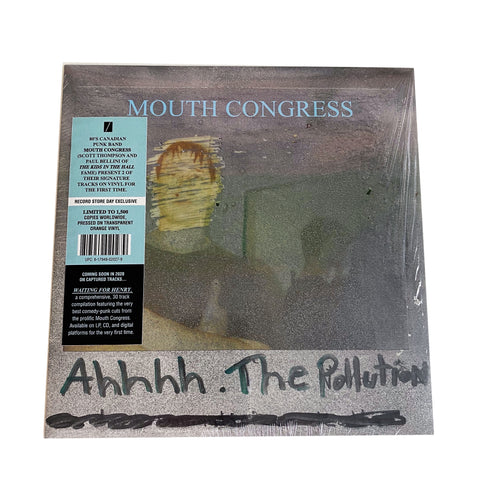 MOUTH CONGRESS
80'S CANADIAN
PUNK BAND
MOUTH CONGRESS
(SCOTT THOMPSON AND
PAUL BELLINI OF
THE KIDS IN THE HALL
FAME) PRESENT 2 OF
THEIR SIGNATURE
TRACKS ON VINYL FOR
THE FIRST TIME.
RECORD STORE DAY EXCLUSIVE
LIMITED TO 1,500
COPIES WORLDWIDE,
PRESSED ON TRANSPARENT
ORANGE VINYL
COMING SOON IN 2020
ON CAPTURED TRACKS...
WAITING FOR HENRY,
a comprehensive, 30 track
compilation featuring the very
best comedy-punk cuts from
the prolific Mouth Congress.
Available on LP, CD, and digital
platforms for the very first time.
Ahhhh. The Pollution